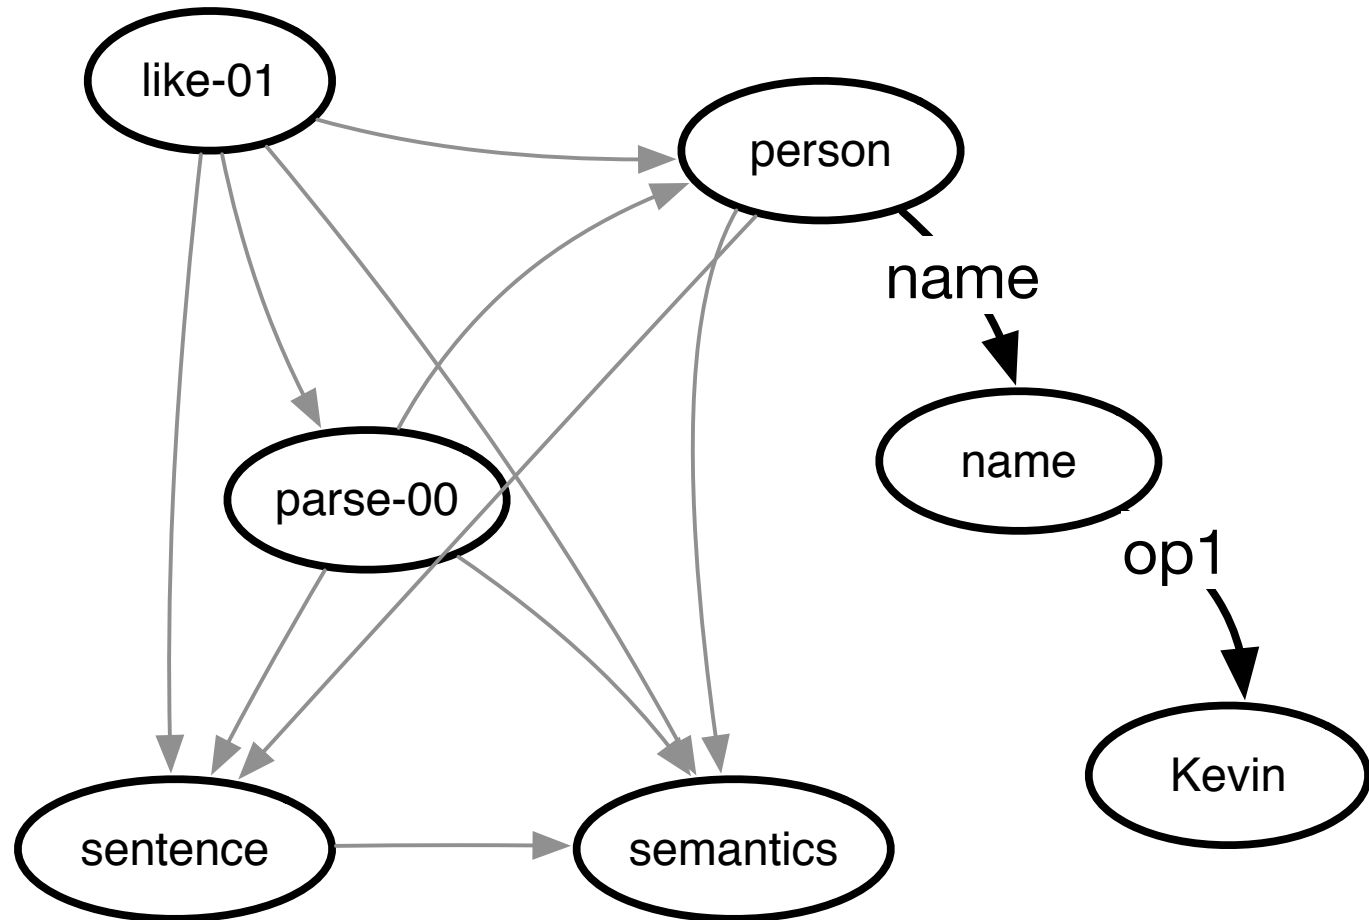 like-01
person
name
name
parse-00
op1
Kevin
sentence
semantics